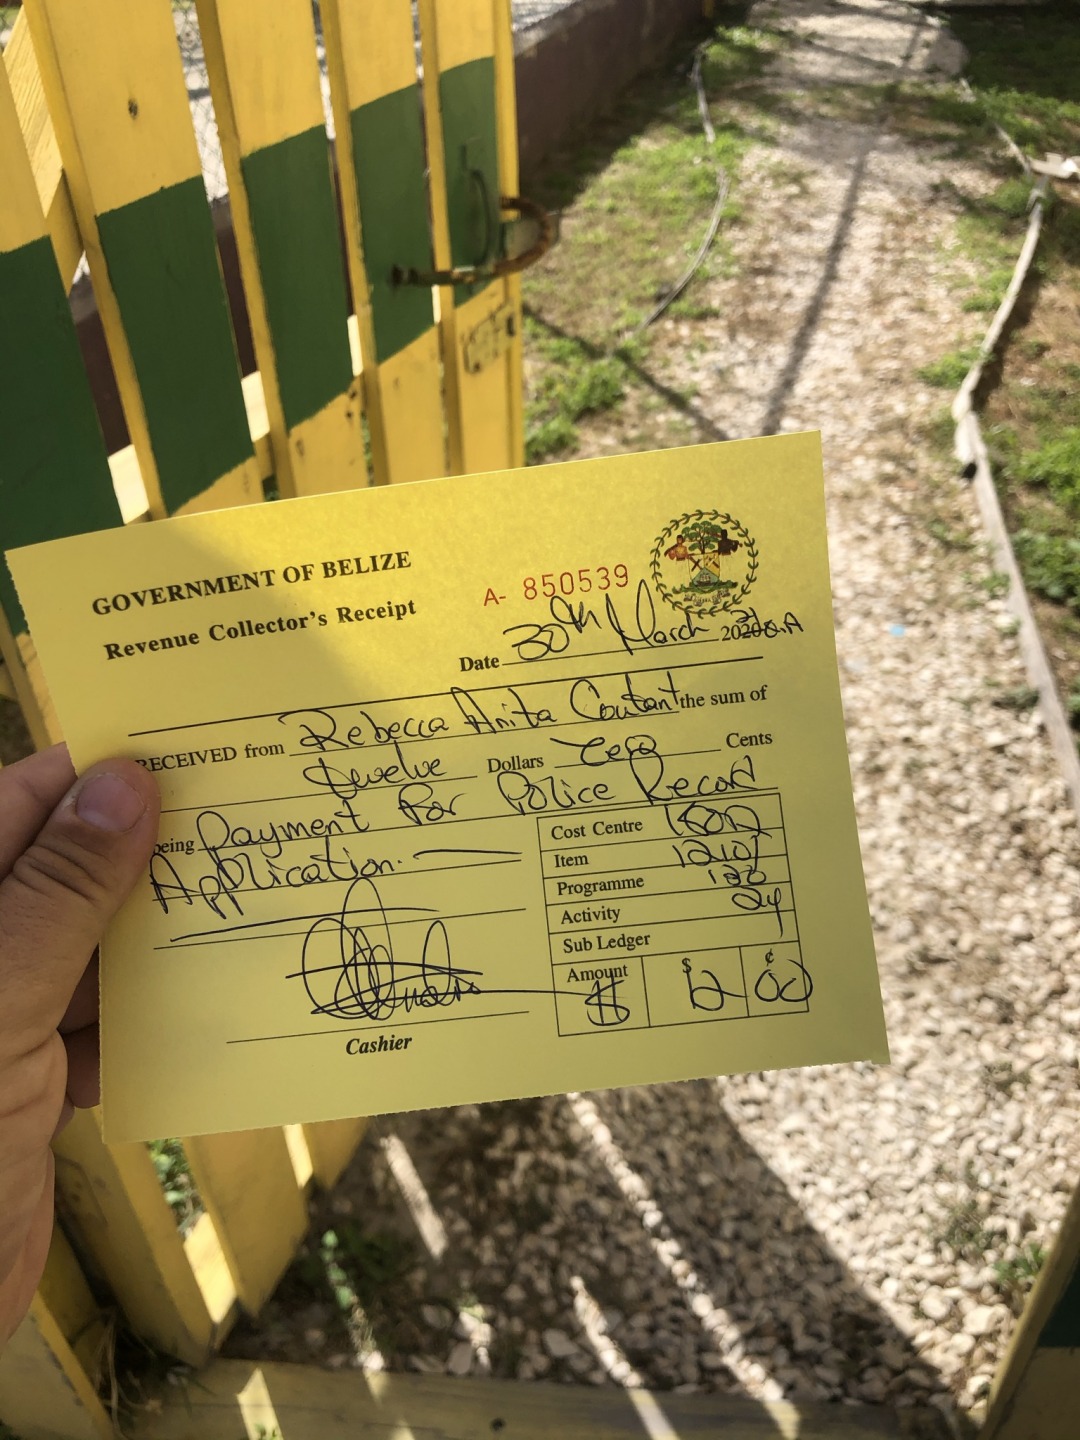 GOVERNMENT OF BELIZE
Revenue Collector's Receipt
A- 850539
Date 30th March 202
RECEIVED from Rebecca Anita Coutant the sum of
twelve Dollars zero Cents
being Payment for Police Record
Application.
Cost Centre
Item
Programme
Activity 24
Sub Ledger
Amount $ $12 ¢00
Cashier